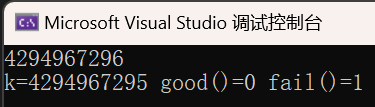 Microsoft Visual Studio 调试控制台
4294967296
k=4294967295 good()=0 fail()=1